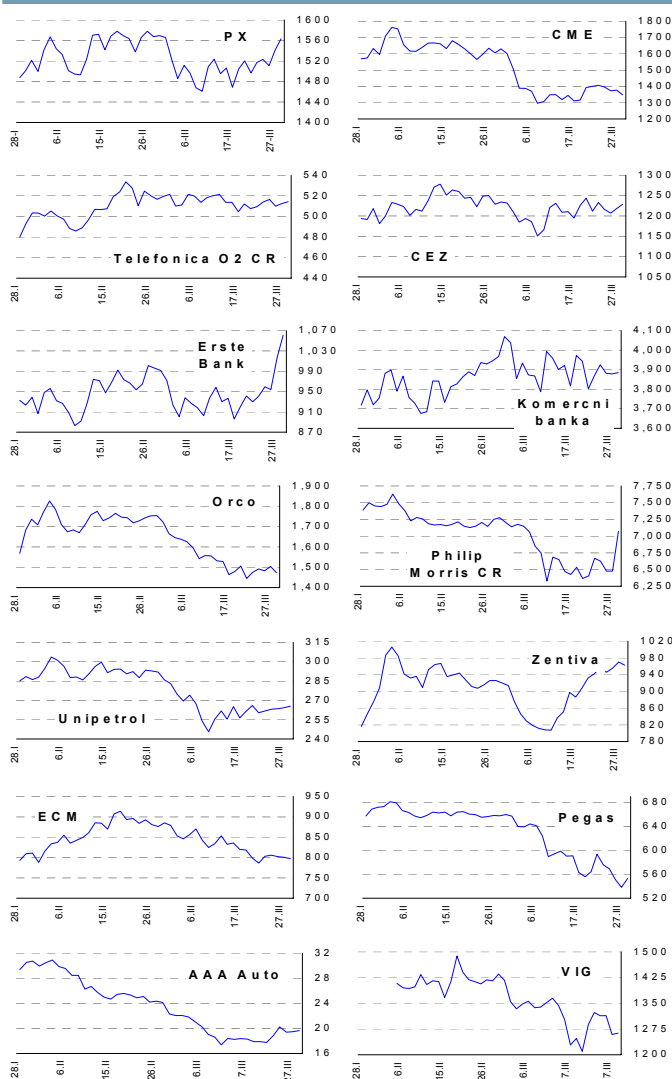 PX
1600
1560
1520
1480
1440
1400
28-I
6-II
15-II
26-II
6-III
17-III
27-III
CME
1800
1700
1600
1500
1400
1300
1200
28.I
6.II
15.II
26.II
6.III
17.III
27.III
Telefonica O2 CR
540
520
500
480
460
440
28.I
6.II
15.II
26.II
6.III
17.III
27.III
CEZ
1300
1250
1200
1150
1100
1050
28.I
6.II
15.II
26.II
6.III
17.III
27.III
Erste
Bank
1,070
1,030
990
950
910
870
28.I
6.II
15.II
26.II
6.III
17.III
27.III
Komercni
banka
4,100
4,000
3,900
3,800
3,700
3,600
28.I
6.II
15.II
26.II
6.III
17.III
27.III
Orco
1,900
1,800
1,700
1,600
1,500
1,400
28.I
6.II
15.II
26.II
6.III
17.III
27.III
Philip
Morris CR
7,750
7,500
7,250
7,000
6,750
6,500
6,250
28.I
6.II
15.II
26.II
6.III
17.III
27.III
Unipetrol
315
300
285
270
255
240
28.I
6.II
15.II
26.II
6.III
17.III
27.III
Zentiva
1020
980
940
900
860
820
780
28.I
6.II
15.II
26.II
6.III
17.III
27.III
ECM
950
900
850
800
750
700
28.I
6.II
15.II
26.II
6.III
17.III
27.III
Pegas
680
640
600
560
520
28.I
6.II
15.II
26.II
6.III
17.III
27.III
AAA Auto
32
28
24
20
16
28.I
6.II
15.II
26.II
6.III
7.III
27.III
VIG
1500
1425
1350
1275
1200
28.I
6.II
15.II
26.II
6.III
7.III
7.III